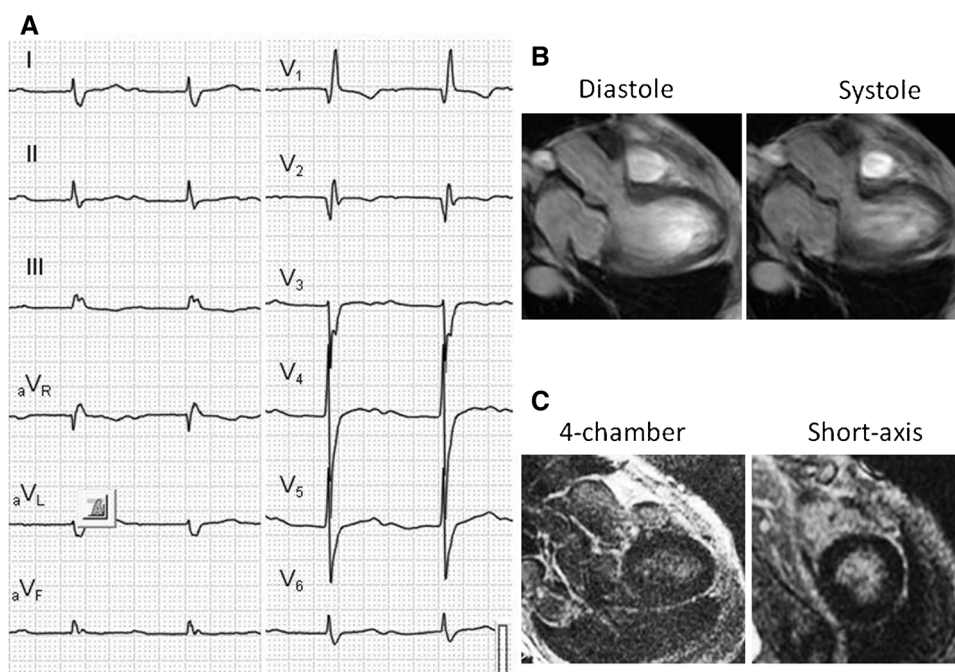 A
I
II
III
aVR
aVL
aVF
V1
V2
V3
V4
V5
V6
B
Diastole Systole
C
4-chamber Short-axis